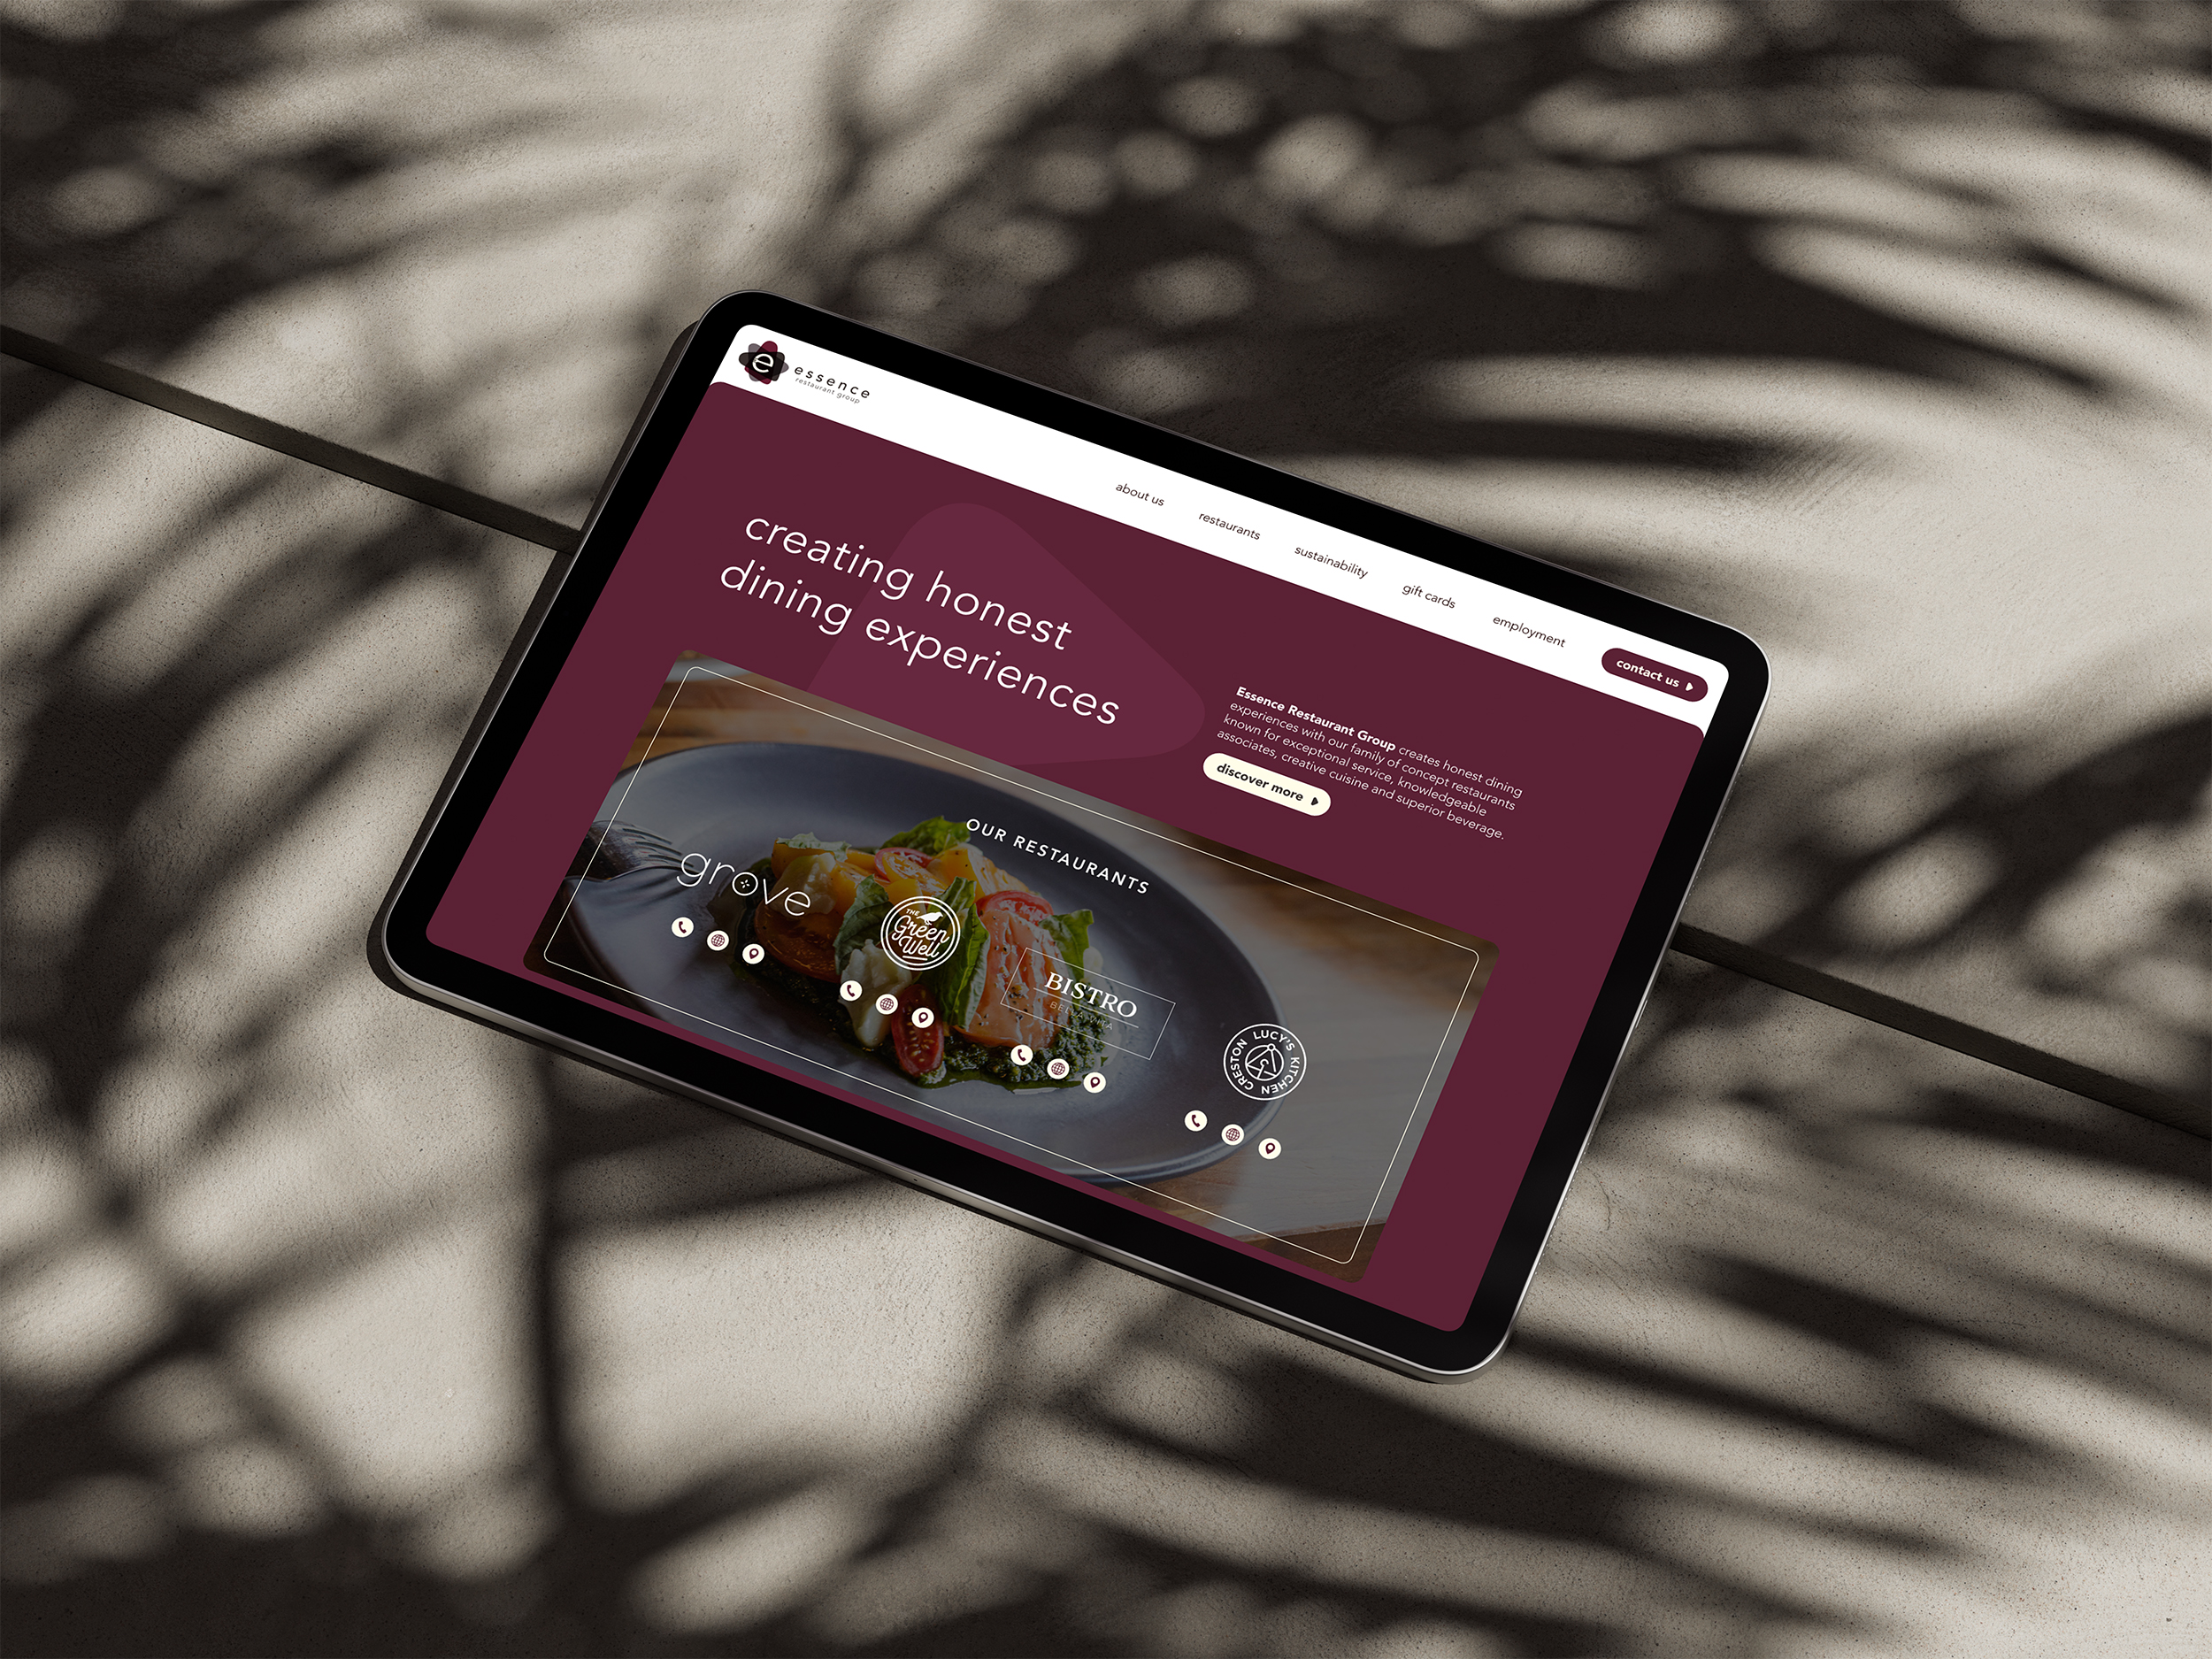 e
essence
restaurant group
about us
restaurants
sustainability
gift cards
employment
contact us
creating honest
dining experiences
Essence Restaurant Group creates honest dining
experiences with our family of concept restaurants
known for exceptional service, knowledgeable
associates, creative cuisine and superior beverage.
discover more
OUR RESTAURANTS
grove
THE
Green
Well
BISTRO
BELLA VITA
CRESTON LUCY'S KITCHEN